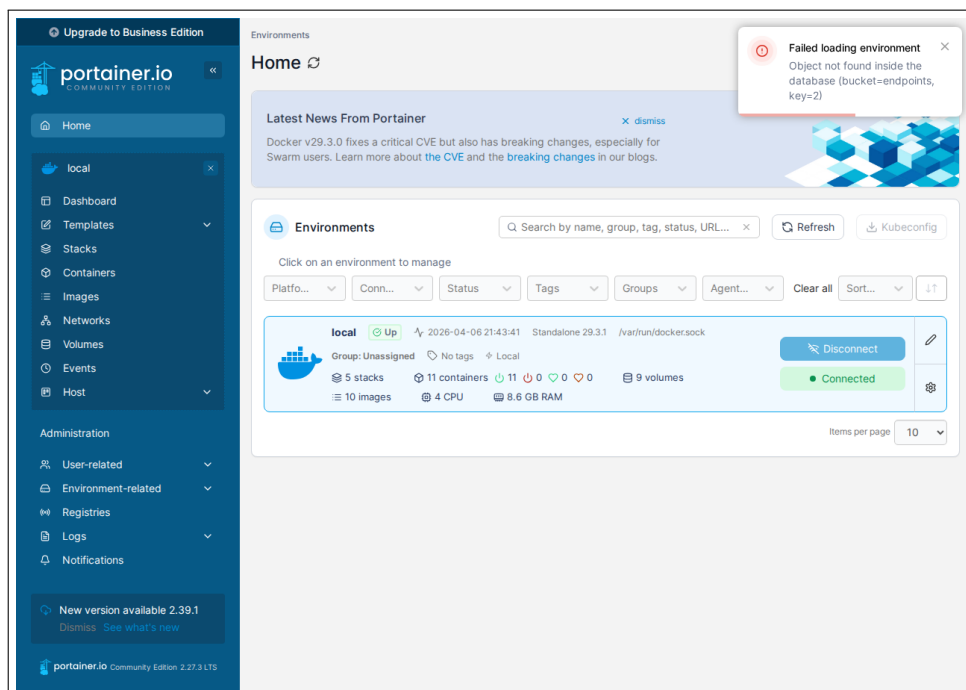 Upgrade to Business Edition
portainer.io
COMMUNITY EDITION
Home
local
Dashboard
Templates
Stacks
Containers
Images
Networks
Volumes
Events
Host
Administration
User-related
Environment-related
Registries
Logs
Notifications
New version available 2.39.1
Dismiss See what's new
portainer.io Community Edition 2.27.3 LTS
Environments
Home
Failed loading environment
Object not found inside the
database (bucket=endpoints,
key=2)
Latest News From Portainer
dismiss
Docker v29.3.0 fixes a critical CVE but also has breaking changes, especially for
Swarm users. Learn more about the CVE and the breaking changes in our blogs.
Environments
Search by name, group, tag, status, URL...
Refresh
Kubeconfig
Click on an environment to manage
Platfo... Conn... Status Tags Groups Agent... Clear all Sort...
local Up 2026-04-06 21:43:41 Standalone 29.3.1 /var/run/docker.sock
Group: Unassigned No tags Local
5 stacks 11 containers 11 0 0 0 9 volumes
10 images 4 CPU 8.6 GB RAM
Disconnect
Connected
Items per page 10